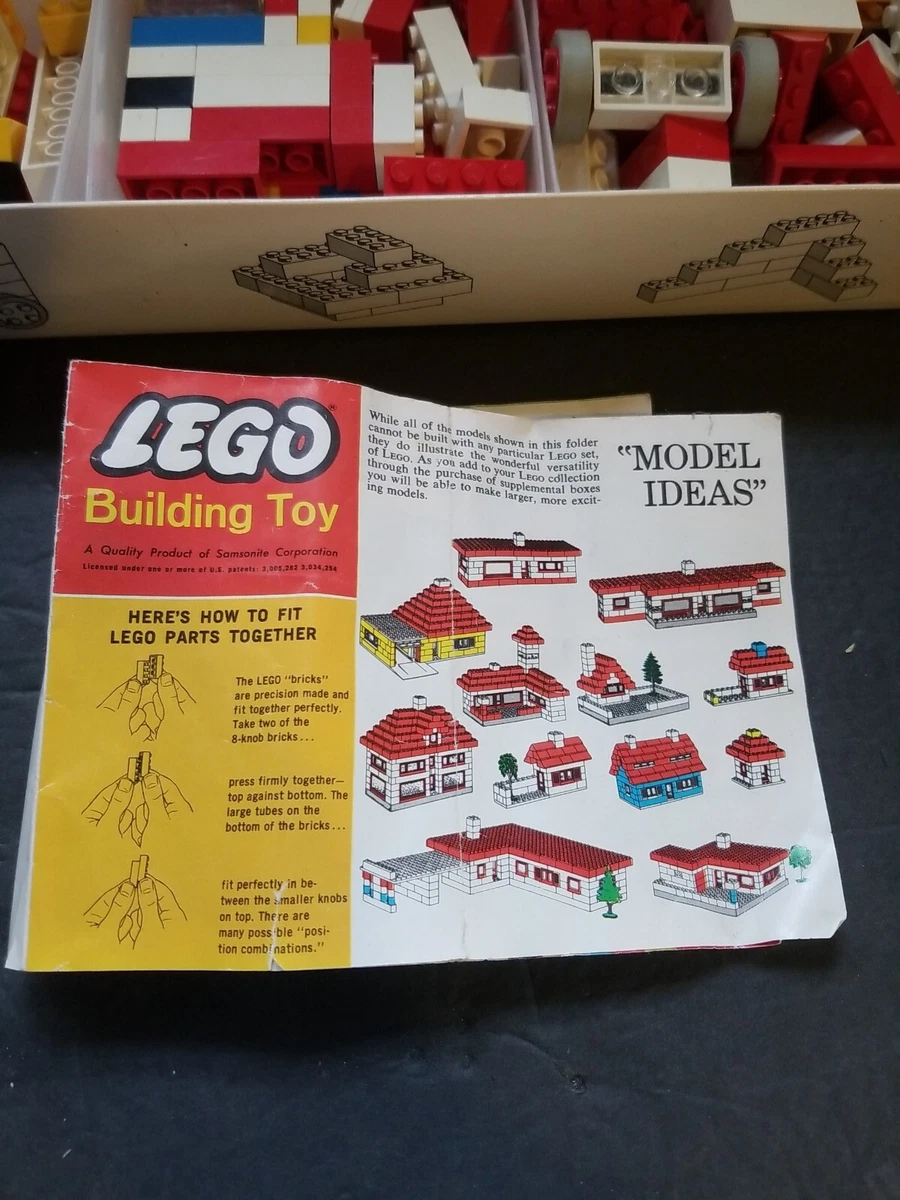 LEGO®
Building Toy
A Quality Product of Samsonite Corporation
Licensed under one or more of U.S. patents: 3,005,282 3,034,254
HERE'S HOW TO FIT
LEGO PARTS TOGETHER
The LEGO "bricks"
are precision made and
fit together perfectly.
Take two of the
8-knob bricks...
press firmly together—
top against bottom. The
large tubes on the
bottom of the bricks...
fit perfectly in be-
tween the smaller knobs
on top. There are
many possible "posi-
tion combinations."
While all of the models shown in this folder
cannot be built with any particular LEGO set,
they do illustrate the wonderful versatility
of LEGO. As you add to your LEGO collection
through the purchase of supplemental boxes
you will be able to make larger, more excit-
ing models.
"MODEL
IDEAS"